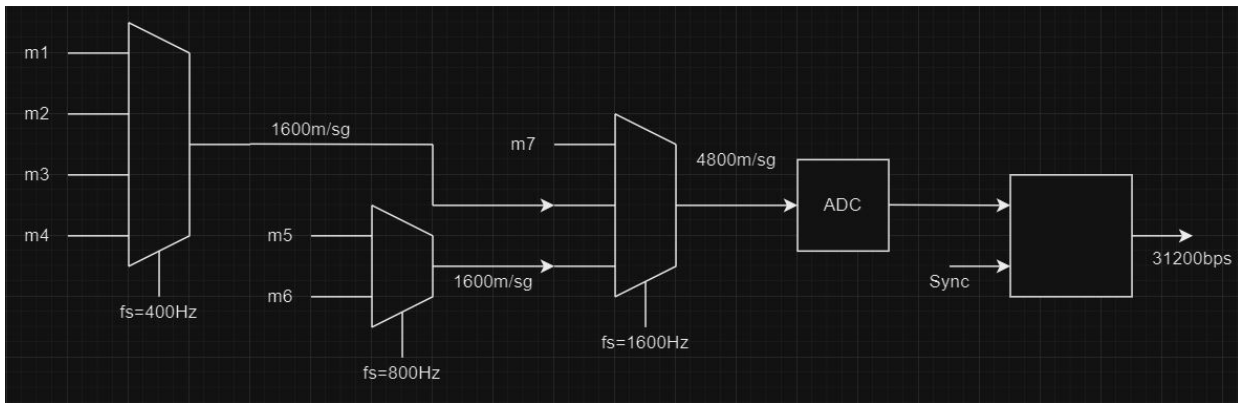 m1
m2
m3
m4
fs=400Hz
1600m/sg
m5
m6
fs=800Hz
1600m/sg
m7
fs=1600Hz
4800m/sg
ADC
Sync
31200bps